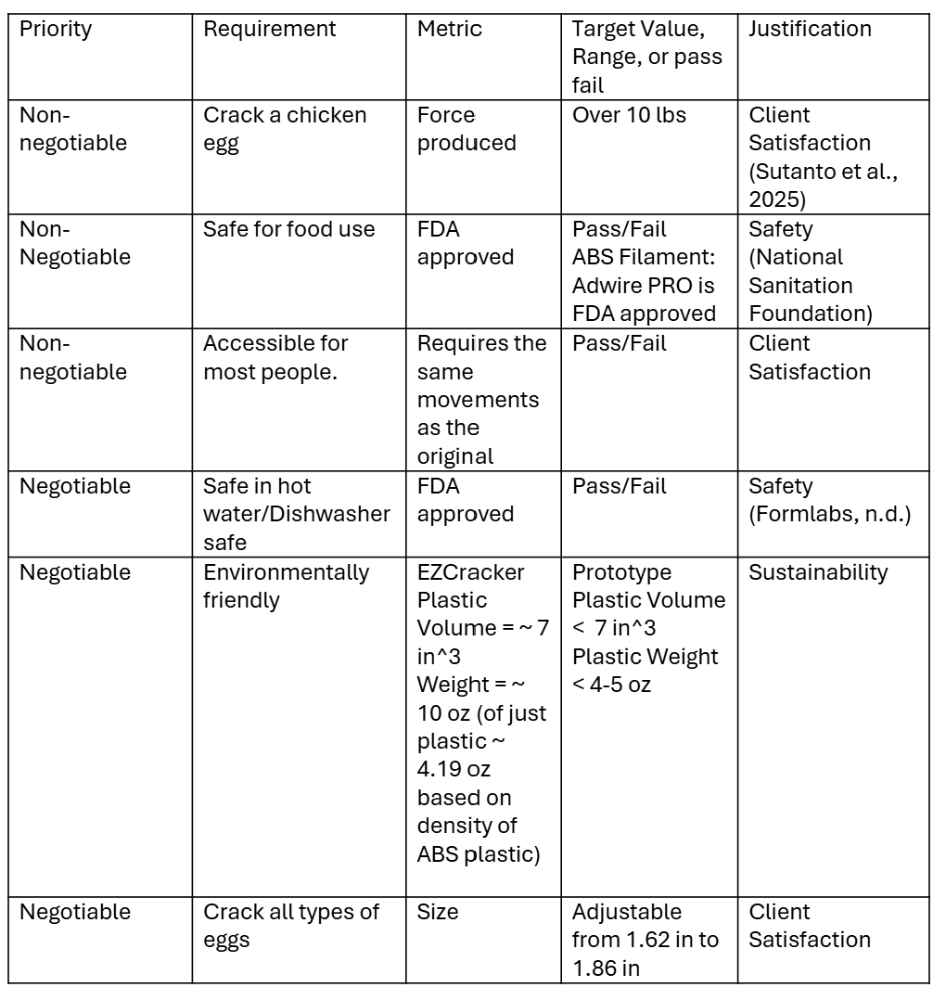 Priority Requirement Metric Target Value,
Range, or pass
fail Justification
Non-
negotiable
Crack a chicken
egg
Force
produced
Over 10 lbs
Client
Satisfaction
(Sutanto et al.,
2025)
Non-
Negotiable
Safe for food use
FDA
approved
Pass/Fail
ABS Filament:
Adwire PRO is
FDA approved
Safety
(National
Sanitation
Foundation)
Non-
negotiable
Accessible for
most people.
Requires the
same
movements
as the
original
Pass/Fail
Client
Satisfaction
Negotiable
Safe in hot
water/Dishwasher
safe
FDA
approved
Pass/Fail
Safety
(Formlabs, n.d.)
Negotiable
Environmentally
friendly
EZCracker
Plastic
Volume = ~ 7
in^3
Weight = ~
10 oz (of just
plastic ~
4.19 oz
based on
density of
ABS plastic)
Prototype
Plastic Volume
< 7 in^3
Plastic Weight
< 4-5 oz
Sustainability
Negotiable
Crack all types of
eggs
Size
Adjustable
from 1.62 in to
1.86 in
Client
Satisfaction